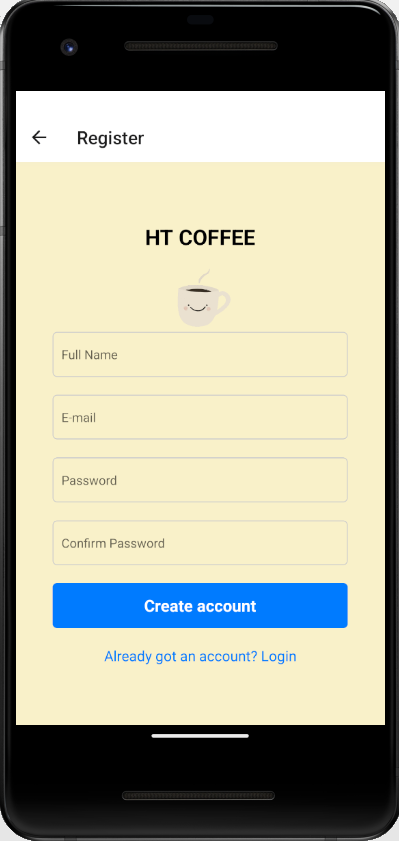 Register
HT COFFEE
Full Name
E-mail
Password
Confirm Password
Create account
Already got an account? Login